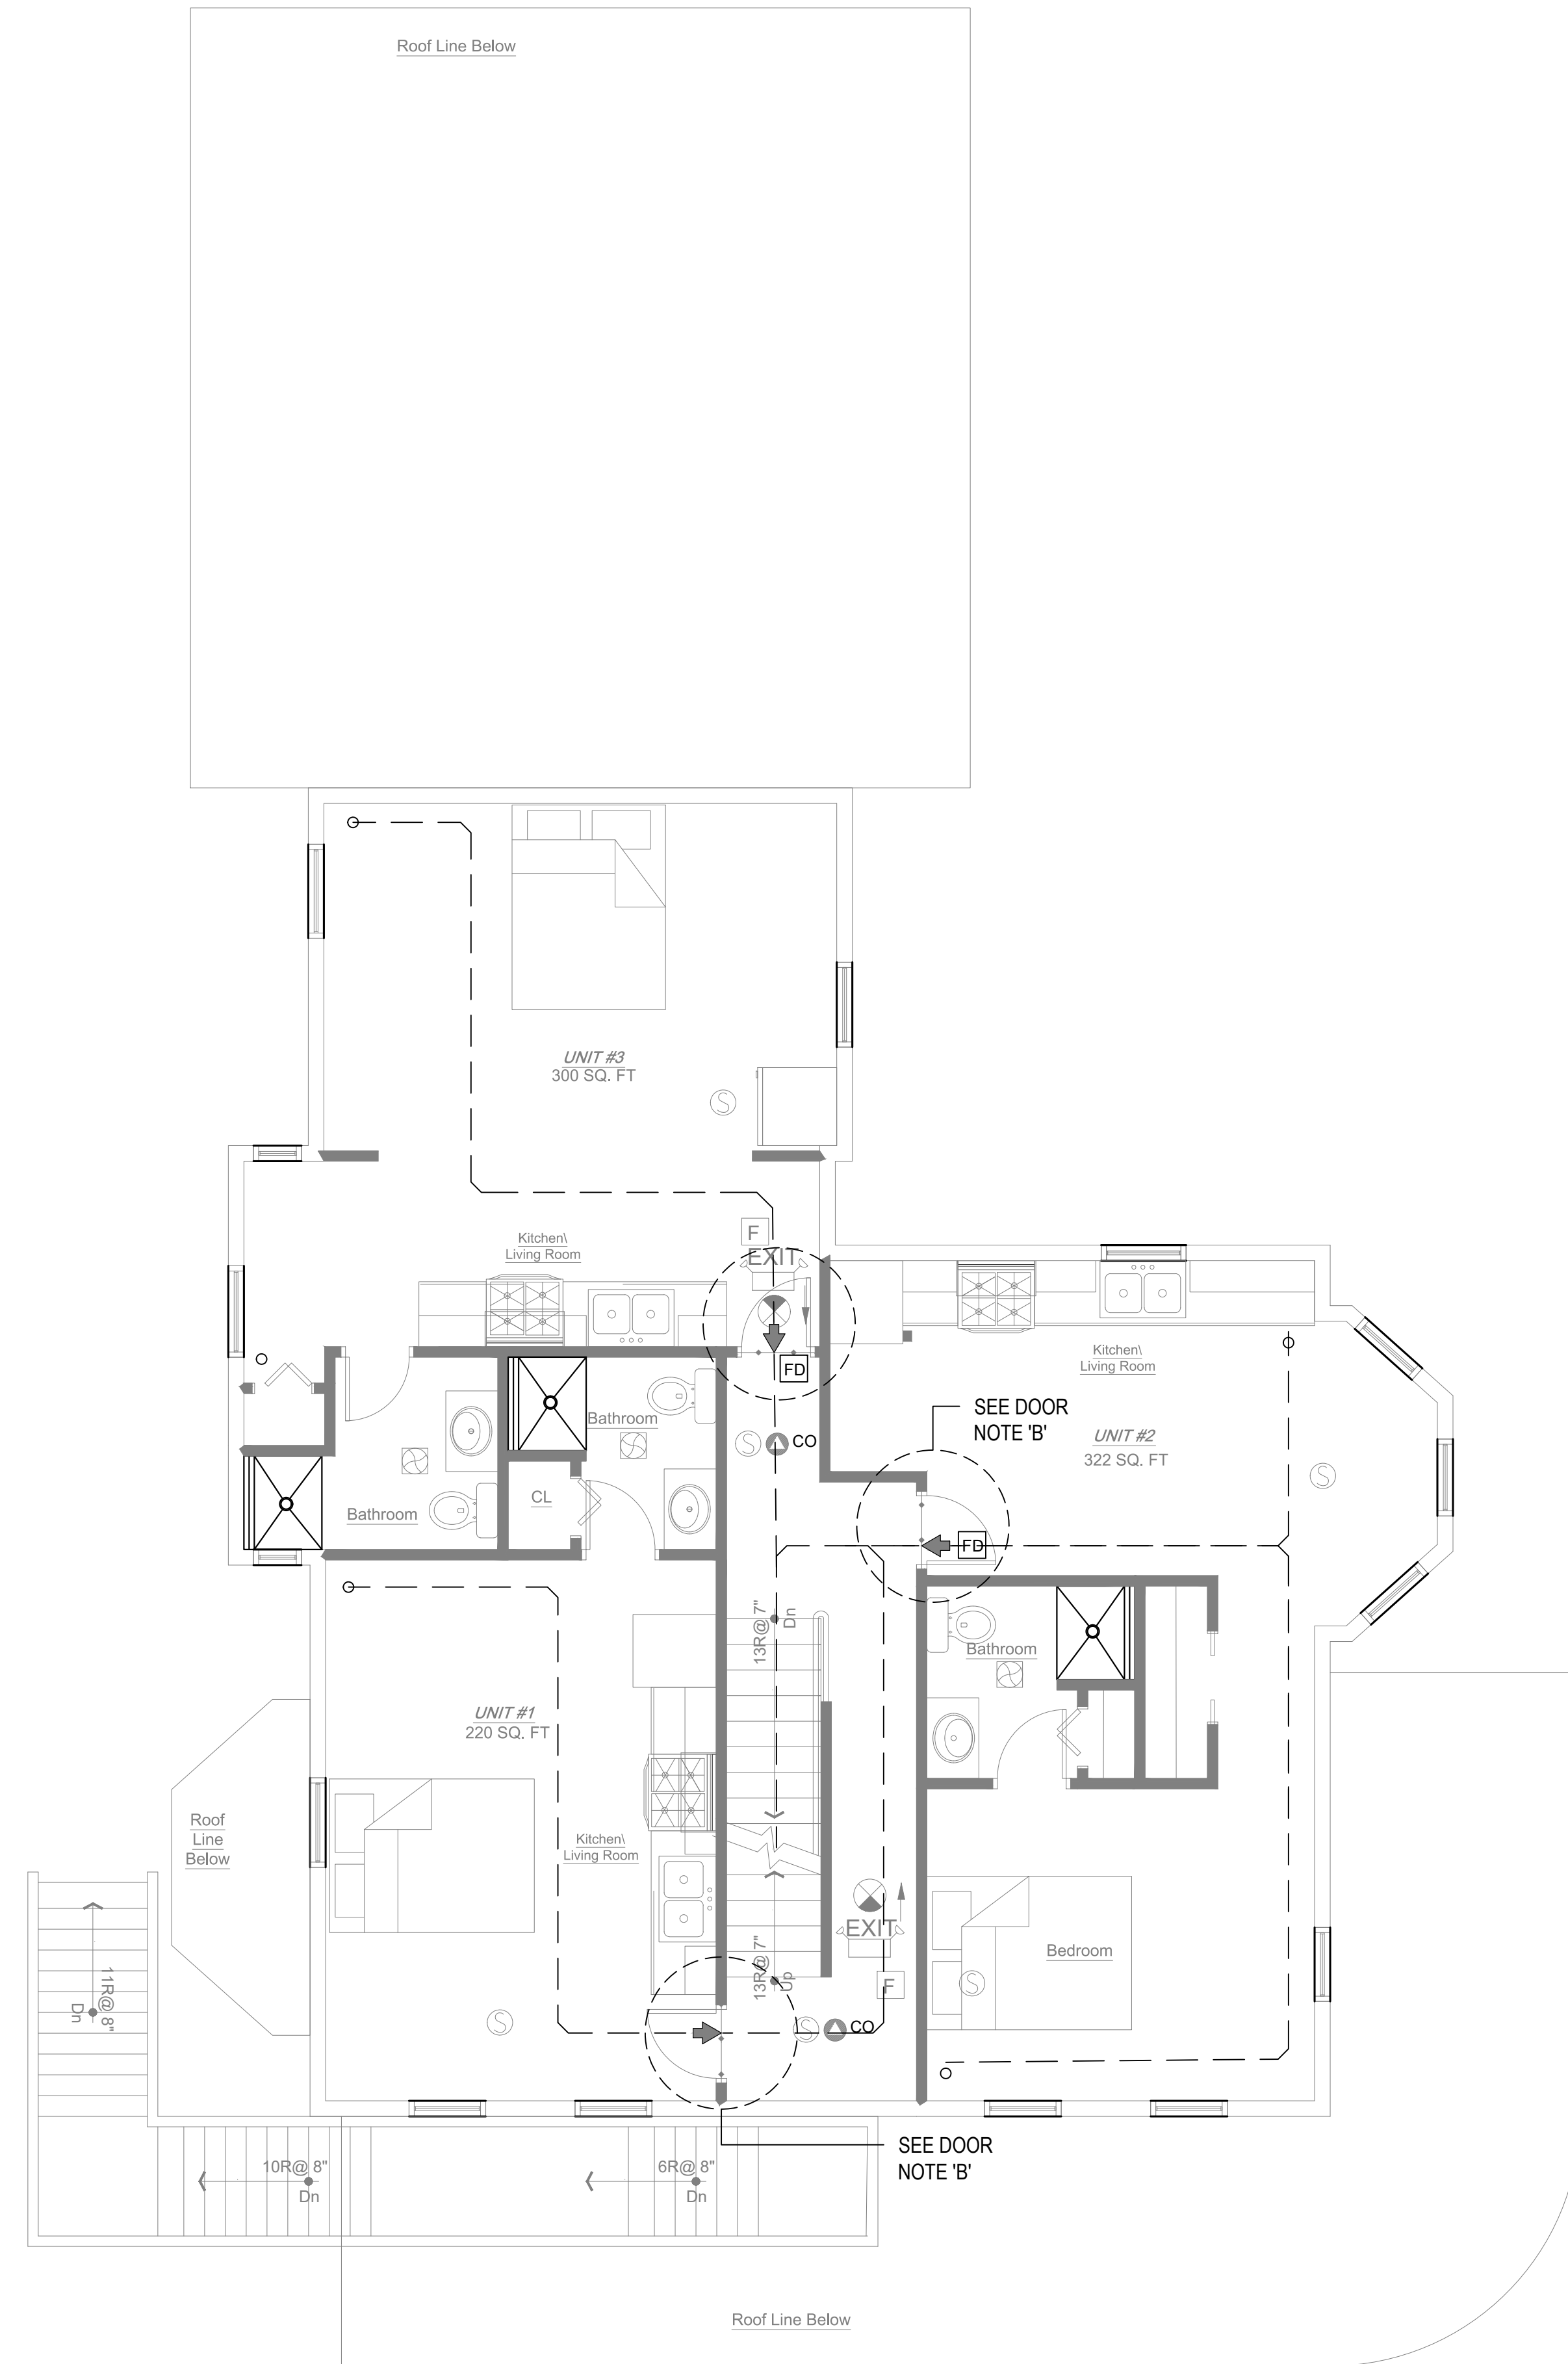 Roof Line Below
UNIT #3
300 SQ. FT
S
Kitchen\
Living Room
F
EXIT
FD
Kitchen\
Living Room
SEE DOOR
NOTE 'B'
UNIT #2
322 SQ. FT
S
Bathroom
S
CO
CL
Bathroom
FD
13R@ 7"
Dn
Bathroom
UNIT #1
220 SQ. FT
Roof
Line
Below
Kitchen\
Living Room
EXIT
Bedroom
S
F
13R@ 7"
Up
11R@ 8"
Dn
S
S
CO
SEE DOOR
NOTE 'B'
10R@ 8"
Dn
6R@ 8"
Dn
Roof Line Below